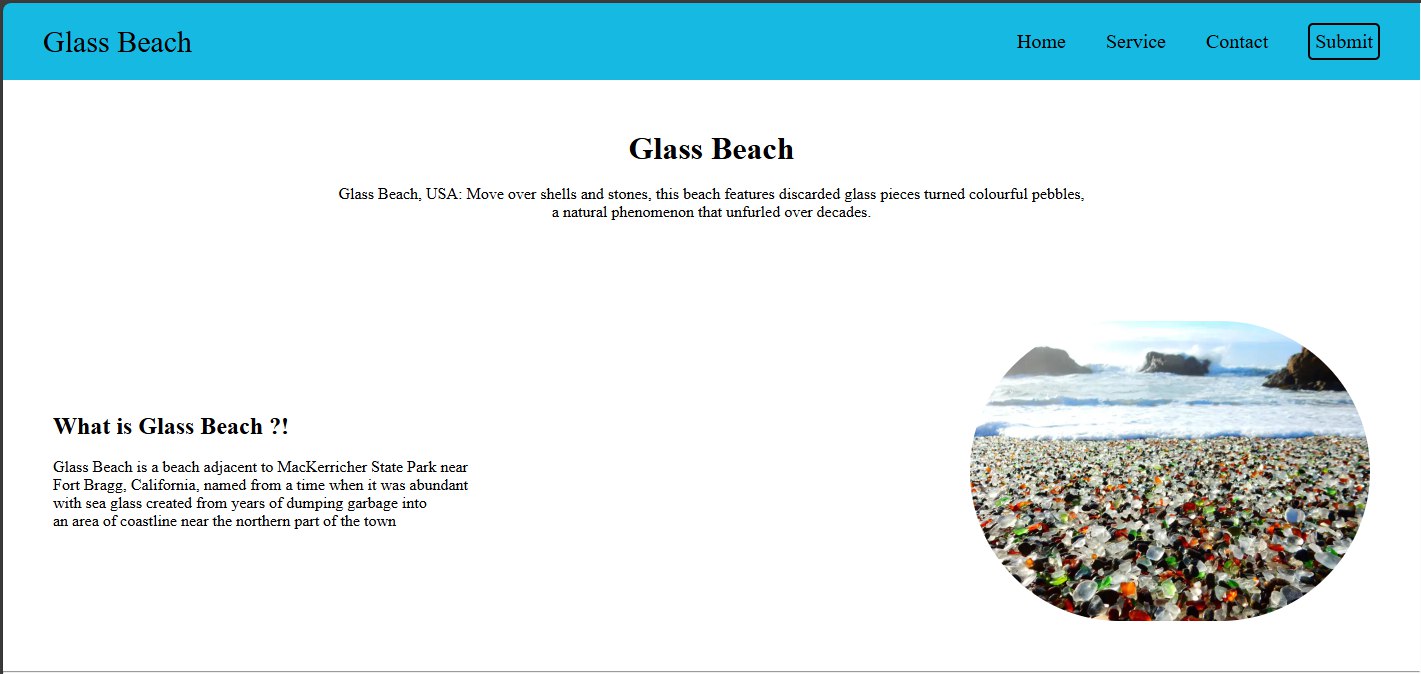 Glass Beach
Home Service Contact Submit
Glass Beach
Glass Beach, USA: Move over shells and stones, this beach features discarded glass pieces turned colourful pebbles,
a natural phenomenon that unfurled over decades.
What is Glass Beach ?!
Glass Beach is a beach adjacent to MacKerricher State Park near
Fort Bragg, California, named from a time when it was abundant
with sea glass created from years of dumping garbage into
an area of coastline near the northern part of the town